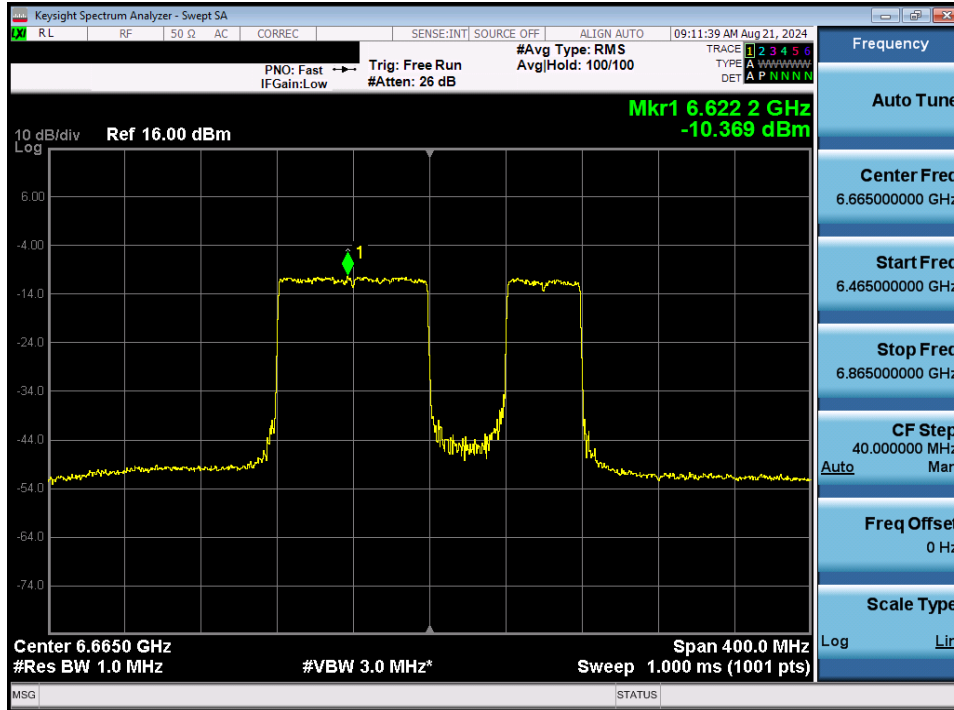 Keysight Spectrum Analyzer - Swept SA
LXI RL RF 50 Ω AC CORREC SENSE:INT SOURCE OFF ALIGN AUTO 09:11:39 AM Aug 21, 2024
#Avg Type: RMS TRACE 1 2 3 4 5 6
PNO: Fast Trig: Free Run Avg|Hold: 100/100 TYPE A WWWWW
IFGain:Low #Atten: 26 dB DET A P N N N N
Mkr1 6.622 2 GHz
-10.369 dBm
10 dB/div Ref 16.00 dBm
Log
6.00
-4.00
1
-14.0
-24.0
-34.0
-44.0
-54.0
-64.0
-74.0
Center 6.6650 GHz Span 400.0 MHz
#Res BW 1.0 MHz #VBW 3.0 MHz* Sweep 1.000 ms (1001 pts)
MSG STATUS
Frequency
Auto Tune
Center Freq
6.665000000 GHz
Start Freq
6.465000000 GHz
Stop Freq
6.865000000 GHz
CF Step
40.000000 MHz
Auto Man
Freq Offset
0 Hz
Scale Type
Log Lin